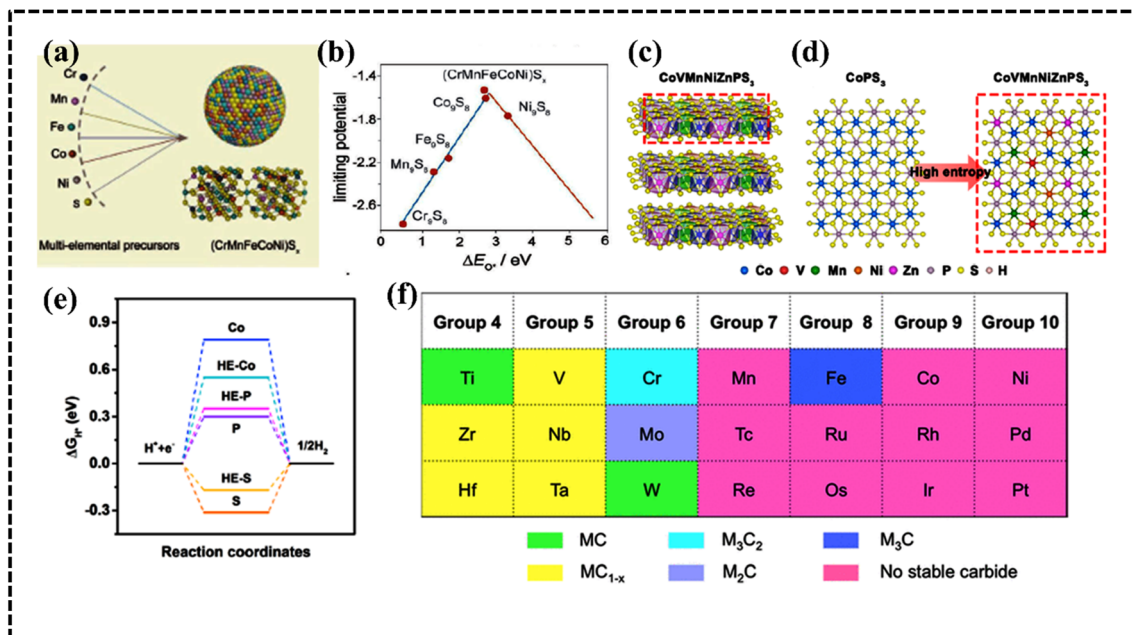 (a)
Cr
Mn
Fe
Co
Ni
S
Multi-elemental precursors
(CrMnFeCoNi)Sₓ
(b)
limiting potential
-1.4
-1.8
-2.2
-2.6
(CrMnFeCoNi)Sₓ
Co₉S₈
Ni₉S₈
Fe₉S₈
Mn₉S₈
Cr₉S₈
0 1 2 3 4 5 6
ΔE_O* / eV
(c)
CoVMnNiZnPS₃
(d)
CoPS₃
CoVMnNiZnPS₃
High entropy
Co V Mn Ni Zn P S H
(e)
ΔG_H* (eV)
0.9
0.6
0.3
0.0
-0.3
Co
HE-Co
HE-P
P
H⁺+e⁻
1/2H₂
HE-S
S
Reaction coordinates
(f)
Group 4 Group 5 Group 6 Group 7 Group 8 Group 9 Group 10
Ti V Cr Mn Fe Co Ni
Zr Nb Mo Tc Ru Rh Pd
Hf Ta W Re Os Ir Pt
MC M₃C₂ M₃C
MC₁₋ₓ M₂C No stable carbide